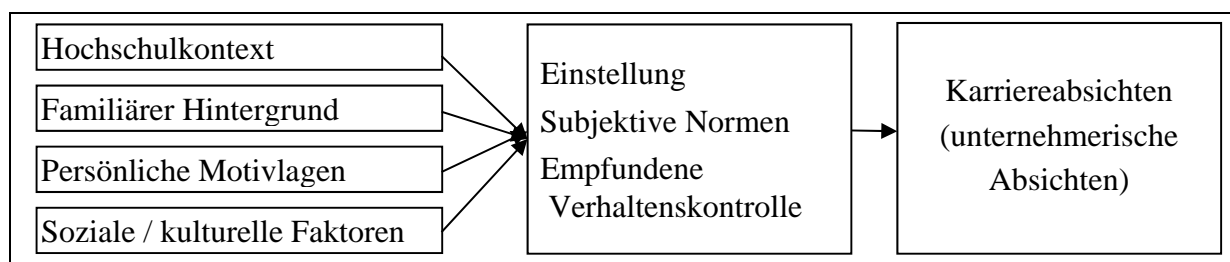 Hochschulkontext
Familiärer Hintergrund
Persönliche Motivlagen
Soziale / kulturelle Faktoren
Einstellung
Subjektive Normen
Empfundene
Verhaltenskontrolle
Karriereabsichten
(unternehmerische
Absichten)